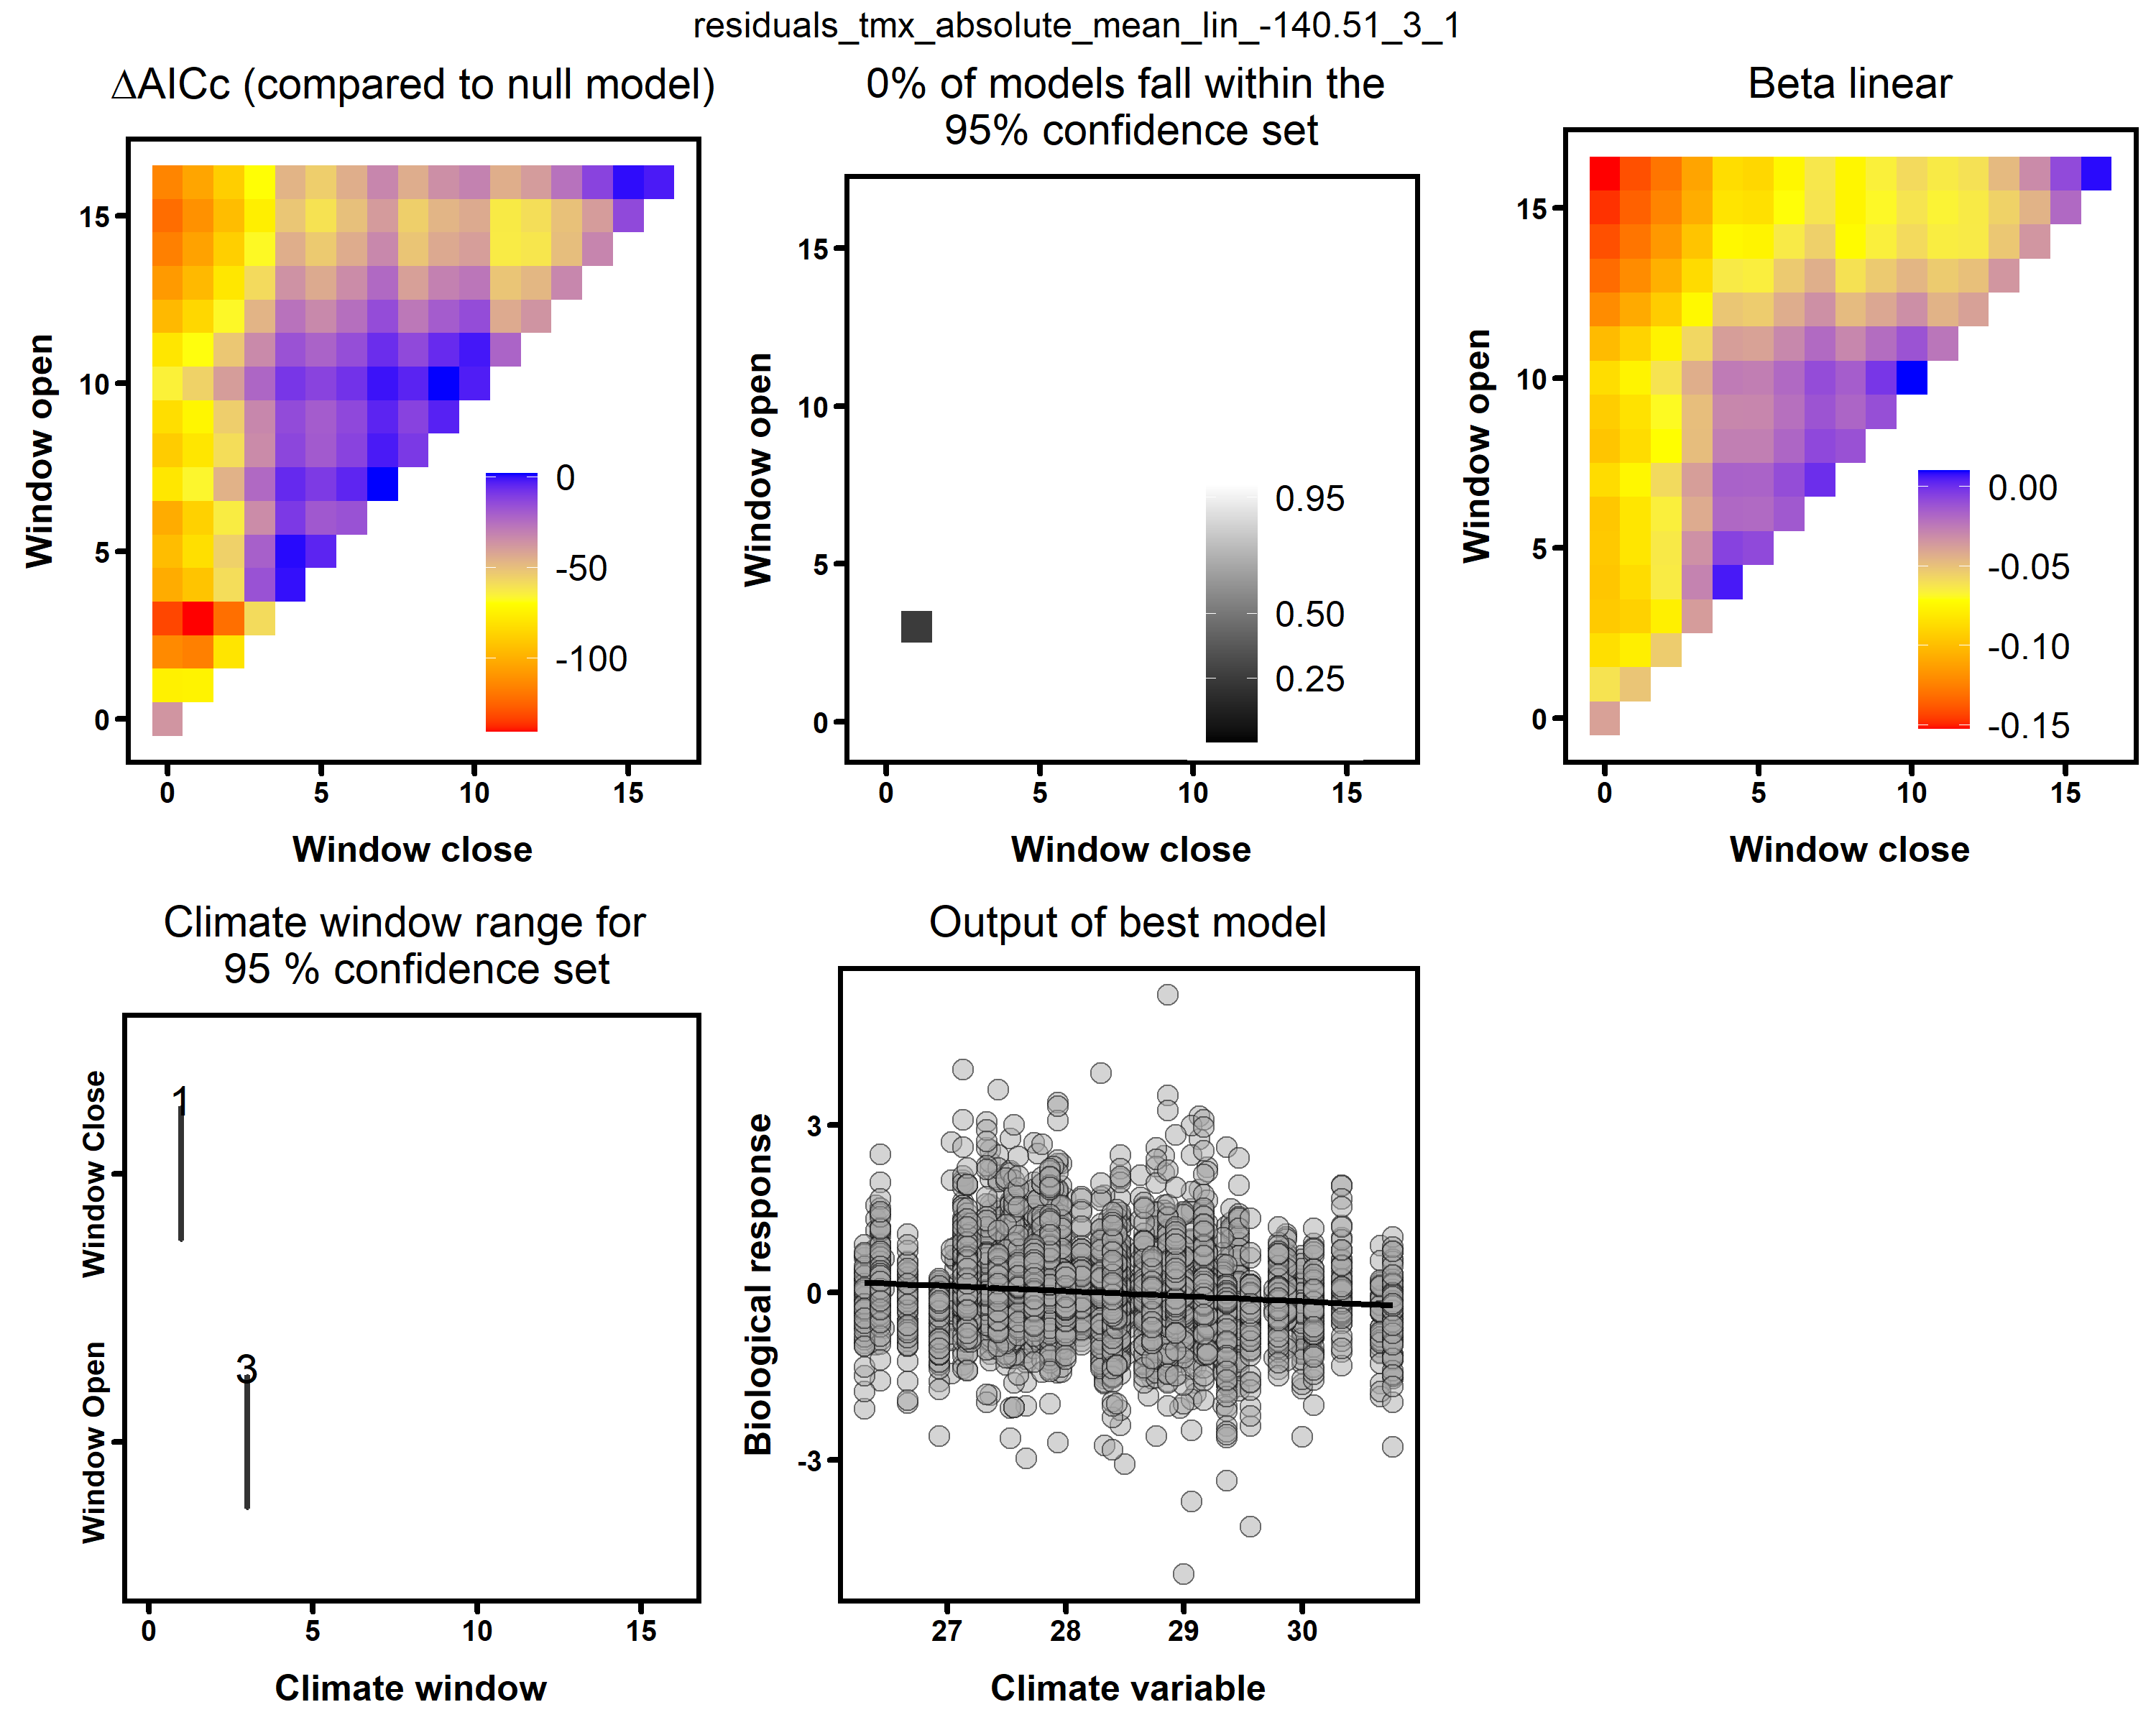 residuals_tmx_absolute_mean_lin_-140.51_3_1
ΔAICc (compared to null model)
Window open
15
10
5
0
0
-50
-100
0 5 10 15
Window close
0% of models fall within the
95% confidence set
Window open
15
10
5
0
0.95
0.50
0.25
0 5 10 15
Window close
Beta linear
Window open
15
10
5
0
0.00
-0.05
-0.10
-0.15
0 5 10 15
Window close
Climate window range for
95 % confidence set
Window Close
Window Open
1
3
0 5 10 15
Climate window
Output of best model
Biological response
3
0
-3
27 28 29 30
Climate variable